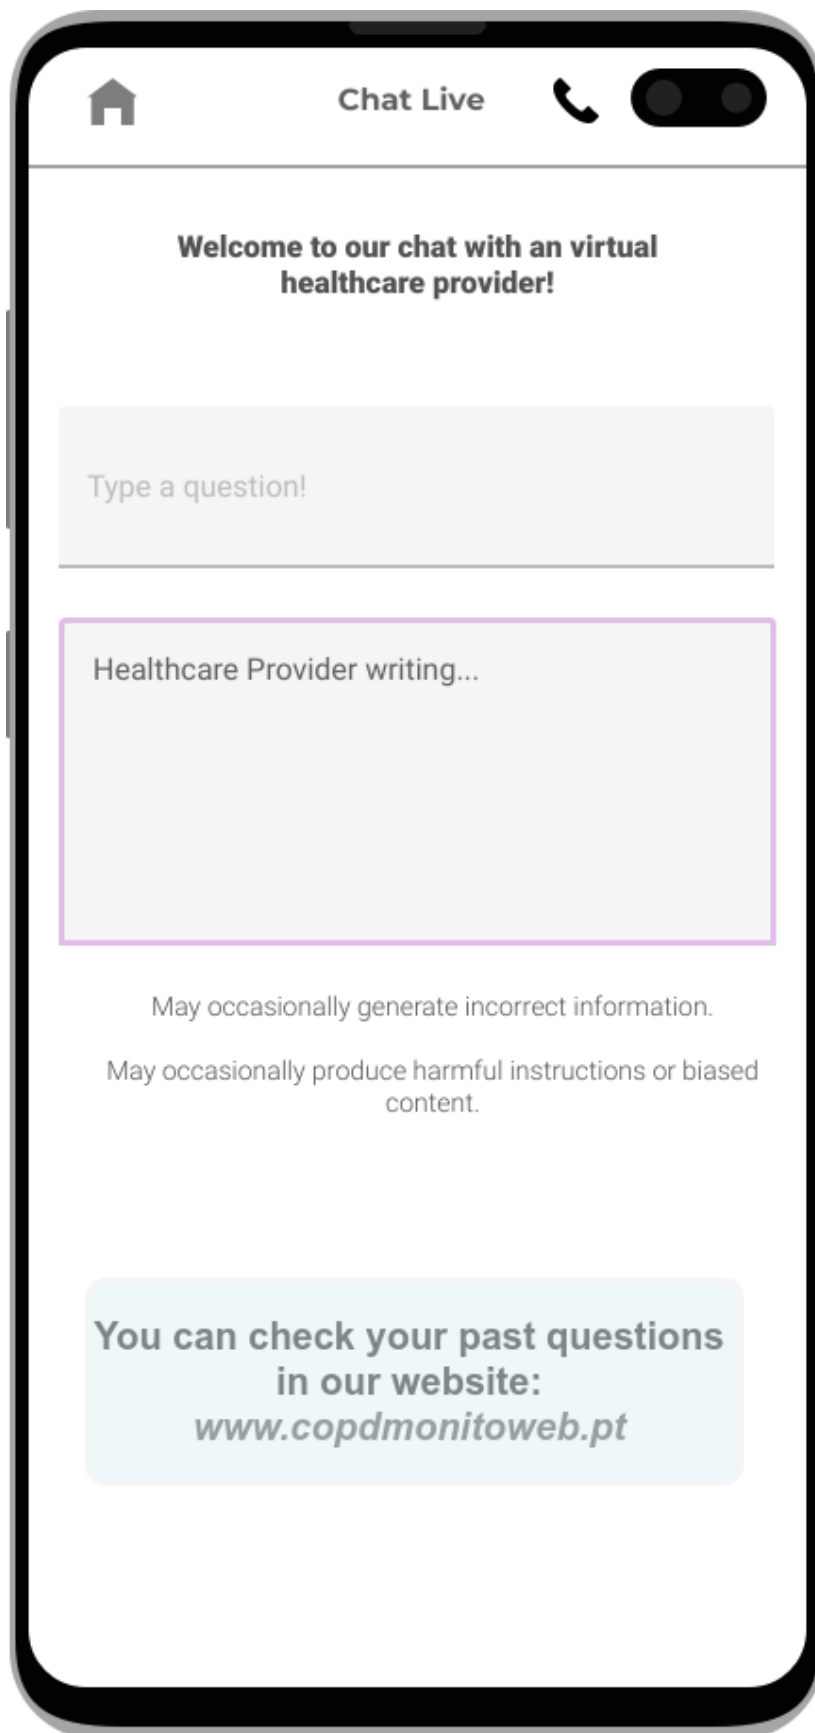 Chat Live
Welcome to our chat with an virtual
healthcare provider!
Type a question!
Healthcare Provider writing...
May occasionally generate incorrect information.
May occasionally produce harmful instructions or biased
content.
You can check your past questions
in our website:
www.copdmonitoweb.pt